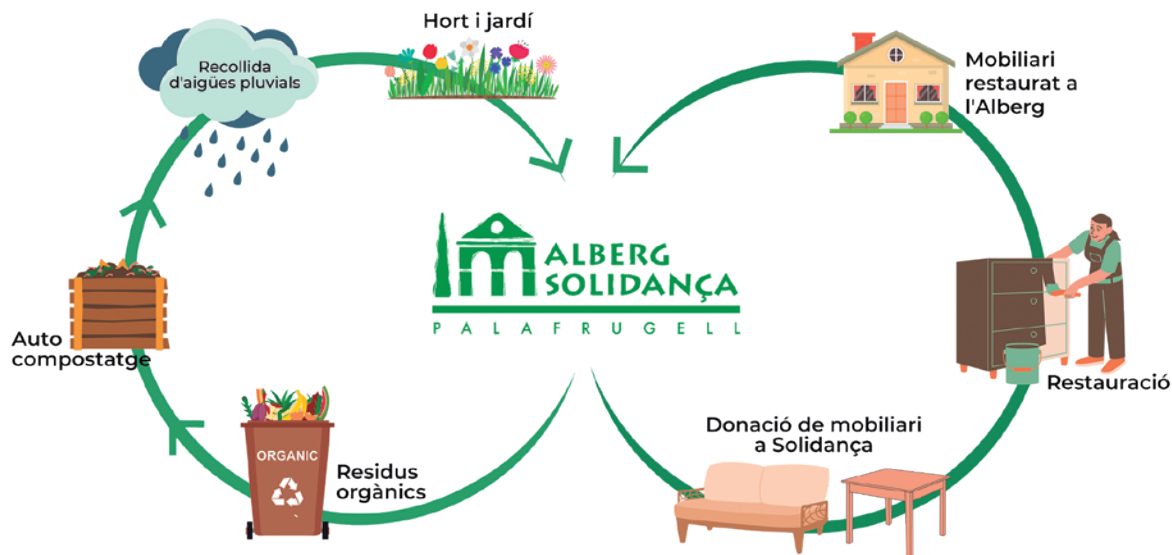 Hort i jardí
Recollida
d'aigües pluvials
Mobiliari
restaurat a
l'Alberg
ALBERG
SOLIDANÇA
PALAFRUGELL
Auto
compostatge
Restauració
Donació de mobiliari
a Solidança
ORGANIC
Residus
orgànics